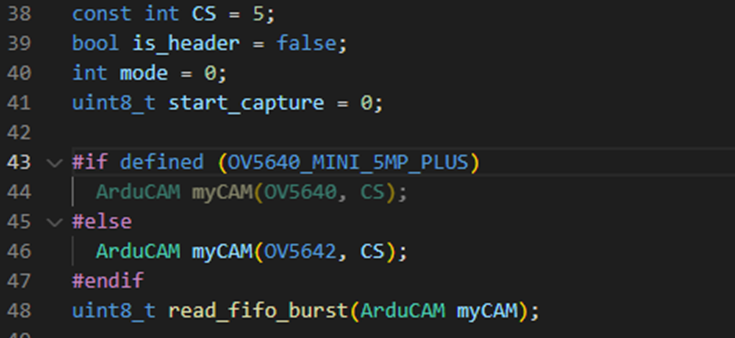 38 const int CS = 5;
39 bool is_header = false;
40 int mode = 0;
41 uint8_t start_capture = 0;
42
43 #if defined (OV5640_MINI_5MP_PLUS)
44 ArduCAM myCAM(OV5640, CS);
45 #else
46 ArduCAM myCAM(OV5642, CS);
47 #endif
48 uint8_t read_fifo_burst(ArduCAM myCAM);